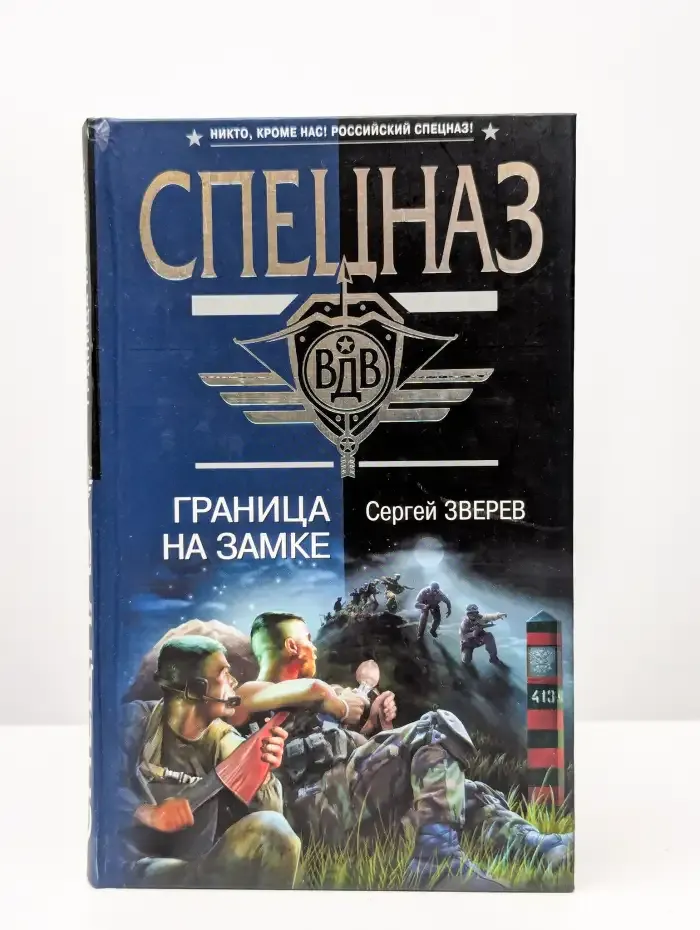 НИКТО, КРОМЕ НАС! РОССИЙСКИЙ СПЕЦНАЗ!
СПЕЦНАЗ
ВДВ
ГРАНИЦА
НА ЗАМКЕ
Сергей ЗВЕРЕВ
413